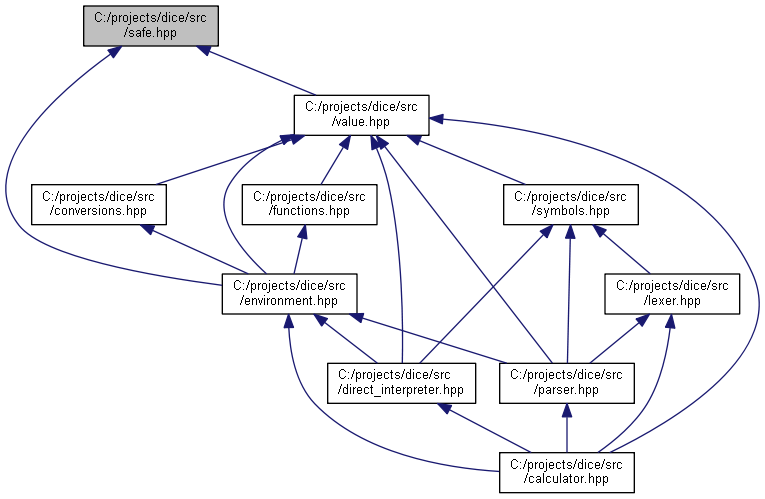 C:/projects/dice/src
/safe.hpp
C:/projects/dice/src
/value.hpp
C:/projects/dice/src
/conversions.hpp
C:/projects/dice/src
/functions.hpp
C:/projects/dice/src
/symbols.hpp
C:/projects/dice/src
/environment.hpp
C:/projects/dice/src
/lexer.hpp
C:/projects/dice/src
/direct_interpreter.hpp
C:/projects/dice/src
/parser.hpp
C:/projects/dice/src
/calculator.hpp